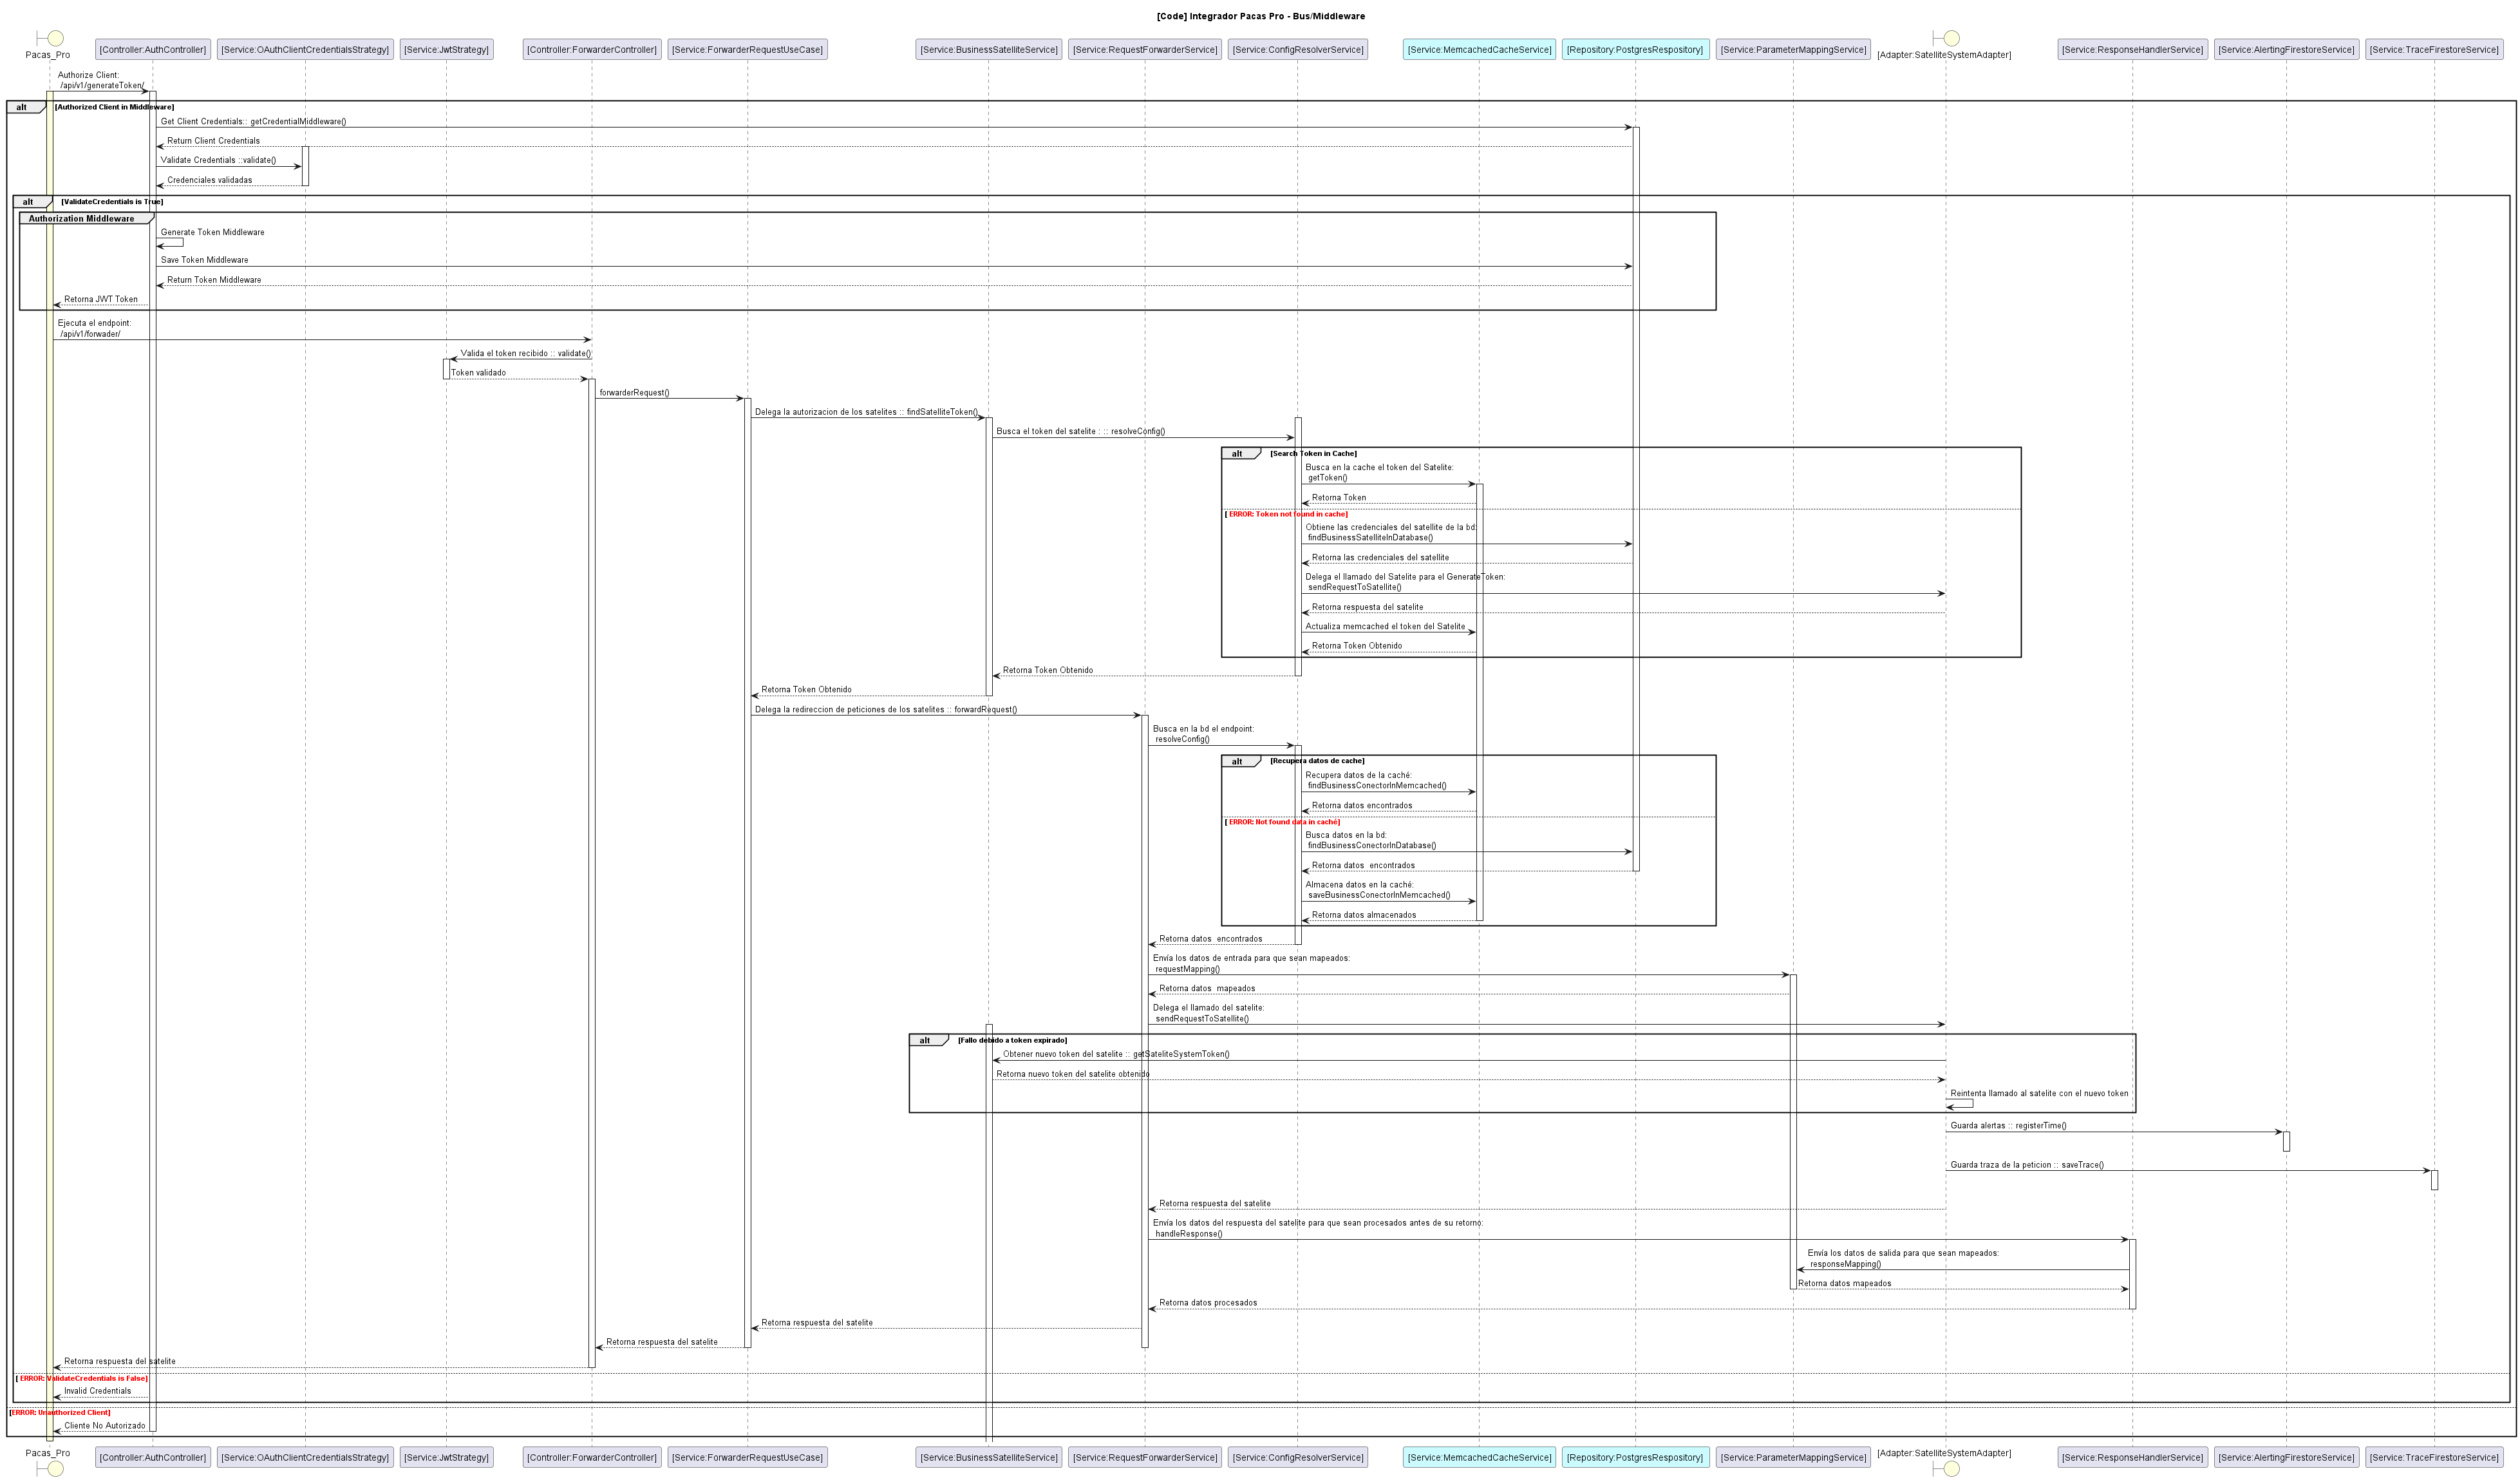 [Code] Integrador Pacas Pro - Bus/Middleware
Pacas_Pro
[Controller:AuthController]
[Service:OAuthClientCredentialsStrategy]
[Service:JwtStrategy]
[Controller:ForwarderController]
[Service:ForwarderRequestUseCase]
[Service:BusinessSatelliteService]
[Service:RequestForwarderService]
[Service:ConfigResolverService]
[Service:MemcachedCacheService]
[Repository:PostgresRespository]
[Service:ParameterMappingService]
[Adapter:SatelliteSystemAdapter]
[Service:ResponseHandlerService]
[Service:AlertingFirestoreService]
[Service:TraceFirestoreService]
Authorize Client:
/api/v1/generateToken/
alt [Authorized Client in Middleware]
Get Client Credentials:: getCredentialMiddleware()
Return Client Credentials
Validate Credentials ::validate()
Credenciales validadas
alt [ValidateCredentials is True]
Authorization Middleware
Generate Token Middleware
Save Token Middleware
Return Token Middleware
Retorna JWT Token
Ejecuta el endpoint:
/api/v1/forwader/
Valida el token recibido :: validate()
Token validado
forwarderRequest()
Delega la autorizacion de los satelites :: findSatelliteToken()
Busca el token del satelite : :: resolveConfig()
alt [Search Token in Cache]
Busca en la cache el token del Satelite:
getToken()
Retorna Token
[ ERROR: Token not found in cache]
Obtiene las credenciales del satellite de la bd:
findBusinessSatelliteInDatabase()
Retorna las credenciales del satellite
Delega el llamado del Satelite para el GenerateToken:
sendRequestToSatellite()
Retorna respuesta del satelite
Actualiza memcached el token del Satelite
Retorna Token Obtenido
Retorna Token Obtenido
Retorna Token Obtenido
Delega la redireccion de peticiones de los satelites :: forwardRequest()
Busca en la bd el endpoint:
resolveConfig()
alt [Recupera datos de cache]
Recupera datos de la caché:
findBusinessConectorInMemcached()
Retorna datos encontrados
[ ERROR: Not found data in caché]
Busca datos en la bd:
findBusinessConectorInDatabase()
Retorna datos  encontrados
Almacena datos en la caché:
saveBusinessConectorInMemcached()
Retorna datos almacenados
Retorna datos  encontrados
Envía los datos de entrada para que sean mapeados:
requestMapping()
Retorna datos  mapeados
Delega el llamado del satelite:
sendRequestToSatellite()
alt [Fallo debido a token expirado]
Obtener nuevo token del satelite :: getSateliteSystemToken()
Retorna nuevo token del satelite obtenido
Reintenta llamado al satelite con el nuevo token
Guarda alertas :: registerTime()
Guarda traza de la peticion :: saveTrace()
Retorna respuesta del satelite
Envía los datos del respuesta del satelite para que sean procesados antes de su retorno:
handleResponse()
Envía los datos de salida para que sean mapeados:
responseMapping()
Retorna datos mapeados
Retorna datos procesados
Retorna respuesta del satelite
Retorna respuesta del satelite
Retorna respuesta del satelite
[ ERROR: ValidateCredentials is False]
Invalid Credentials
[ERROR: Unauthorized Client]
Cliente No Autorizado
Pacas_Pro
[Controller:AuthController]
[Service:OAuthClientCredentialsStrategy]
[Service:JwtStrategy]
[Controller:ForwarderController]
[Service:ForwarderRequestUseCase]
[Service:BusinessSatelliteService]
[Service:RequestForwarderService]
[Service:ConfigResolverService]
[Service:MemcachedCacheService]
[Repository:PostgresRespository]
[Service:ParameterMappingService]
[Adapter:SatelliteSystemAdapter]
[Service:ResponseHandlerService]
[Service:AlertingFirestoreService]
[Service:TraceFirestoreService]